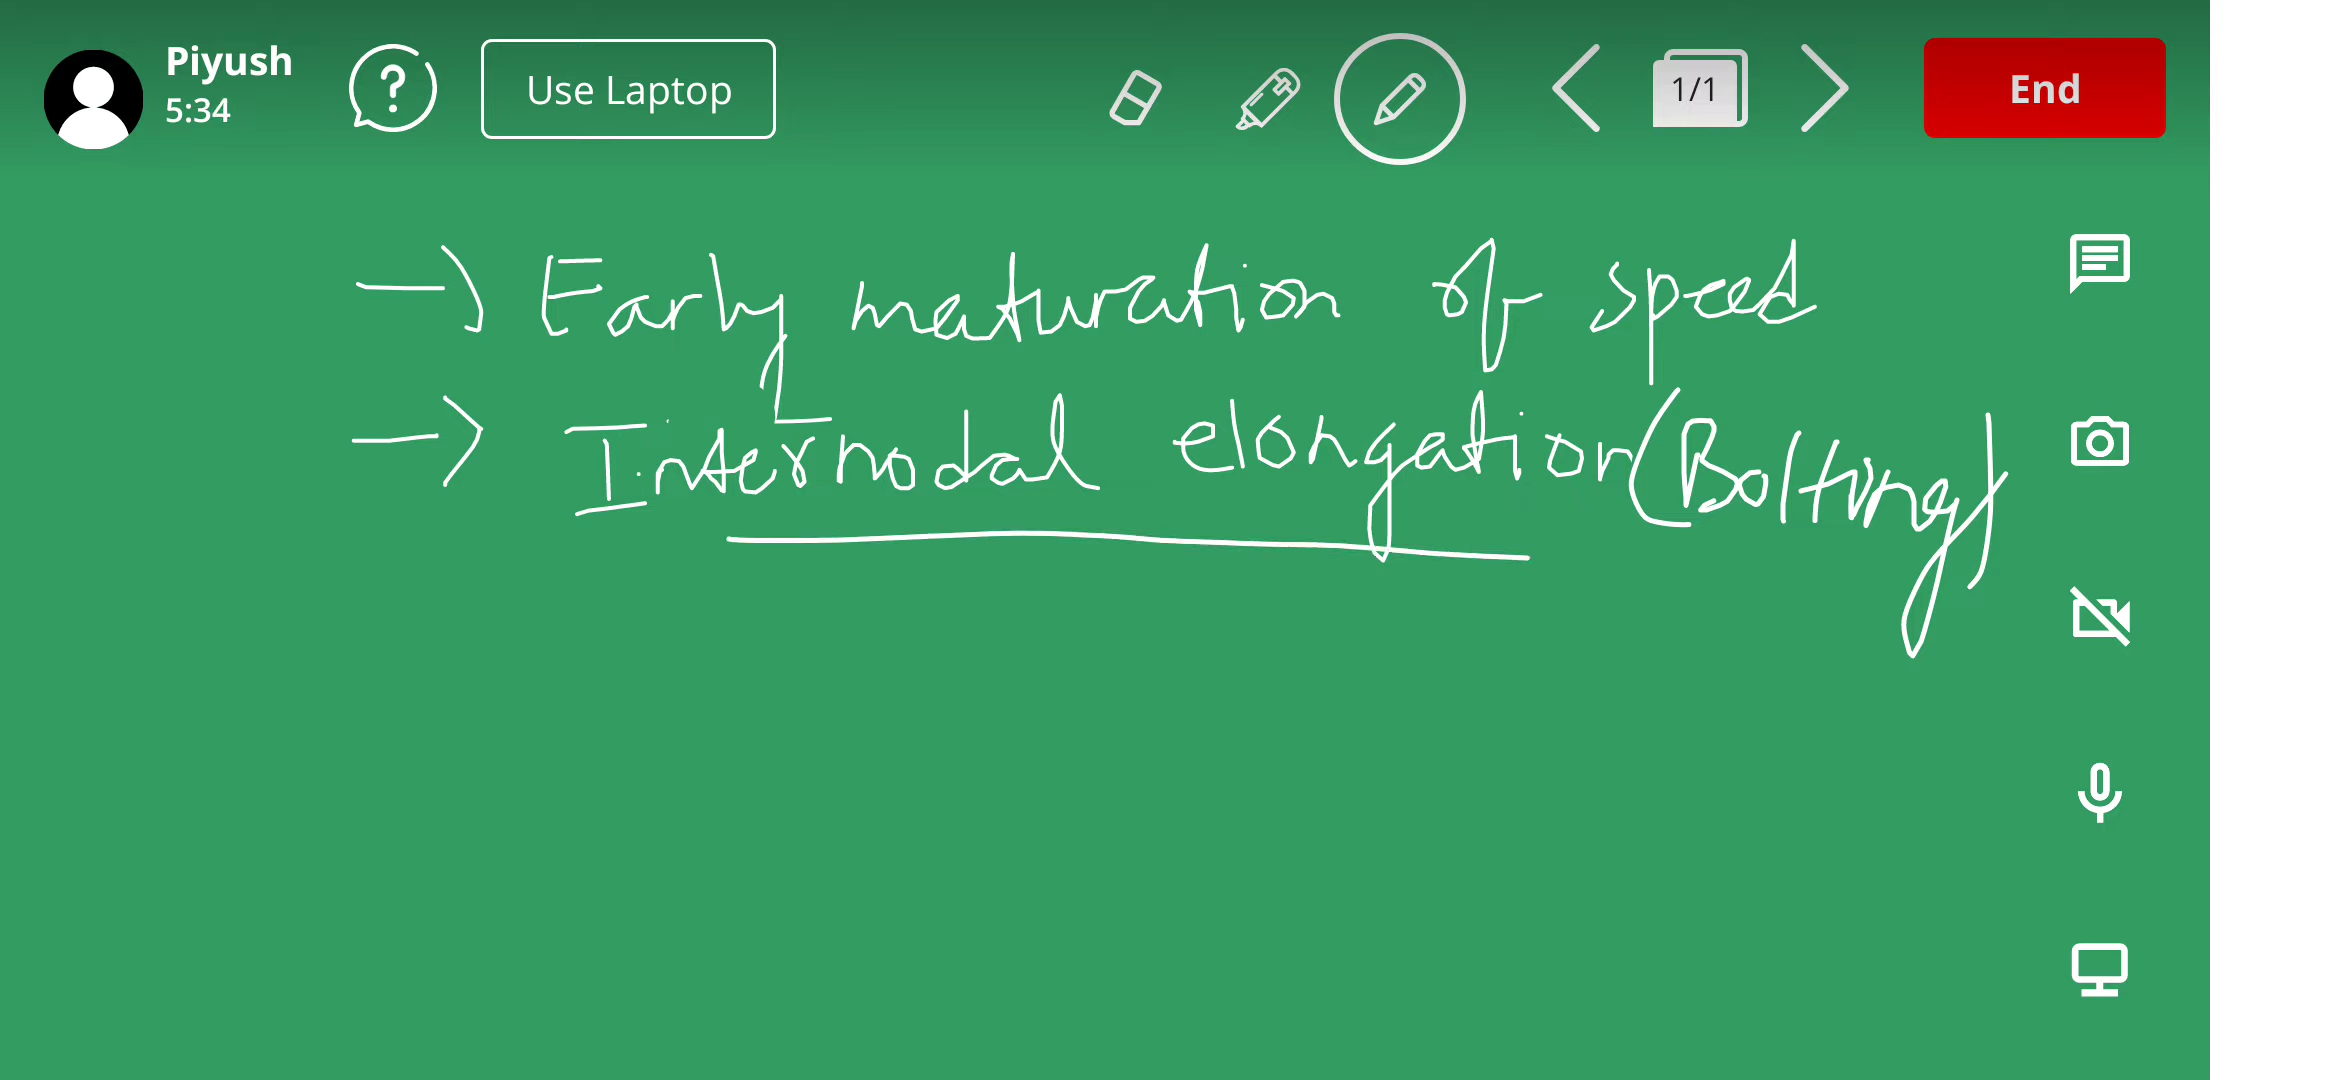 Piyush
5:34
Use Laptop
1/1
End
→ Early maturation of speed
→ Internodal elongation (Bolting)